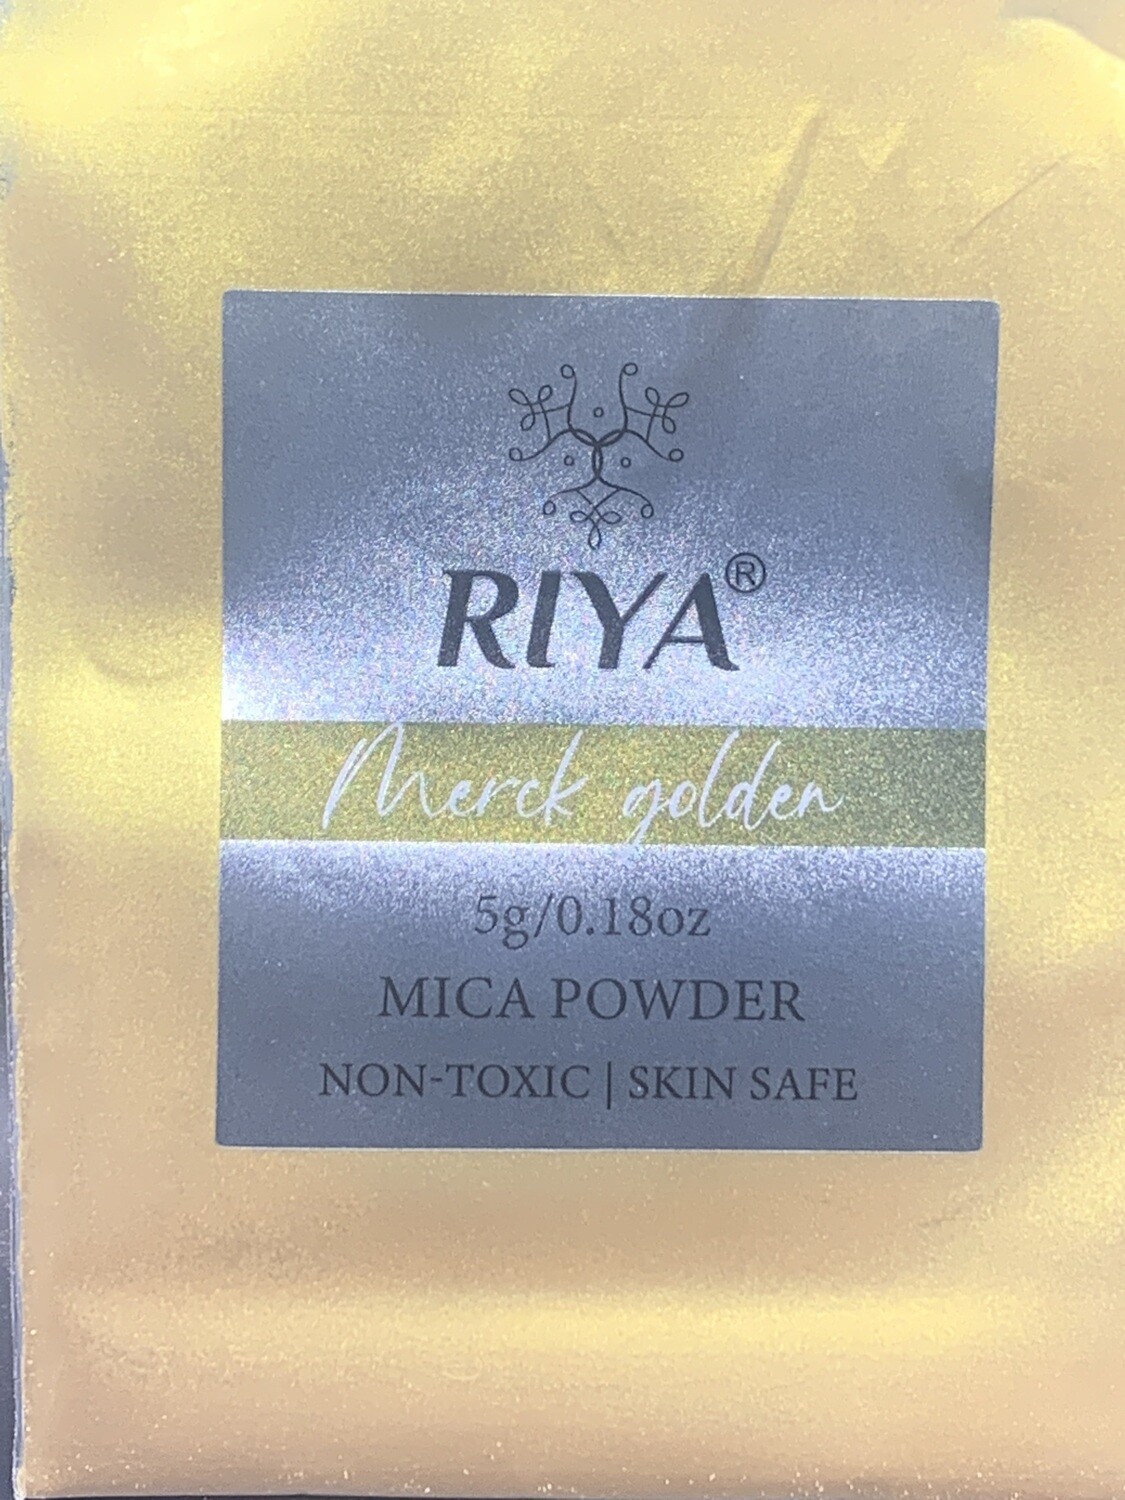 RIYA®
Merck golden
5g/0.18oz
MICA POWDER
NON-TOXIC | SKIN SAFE